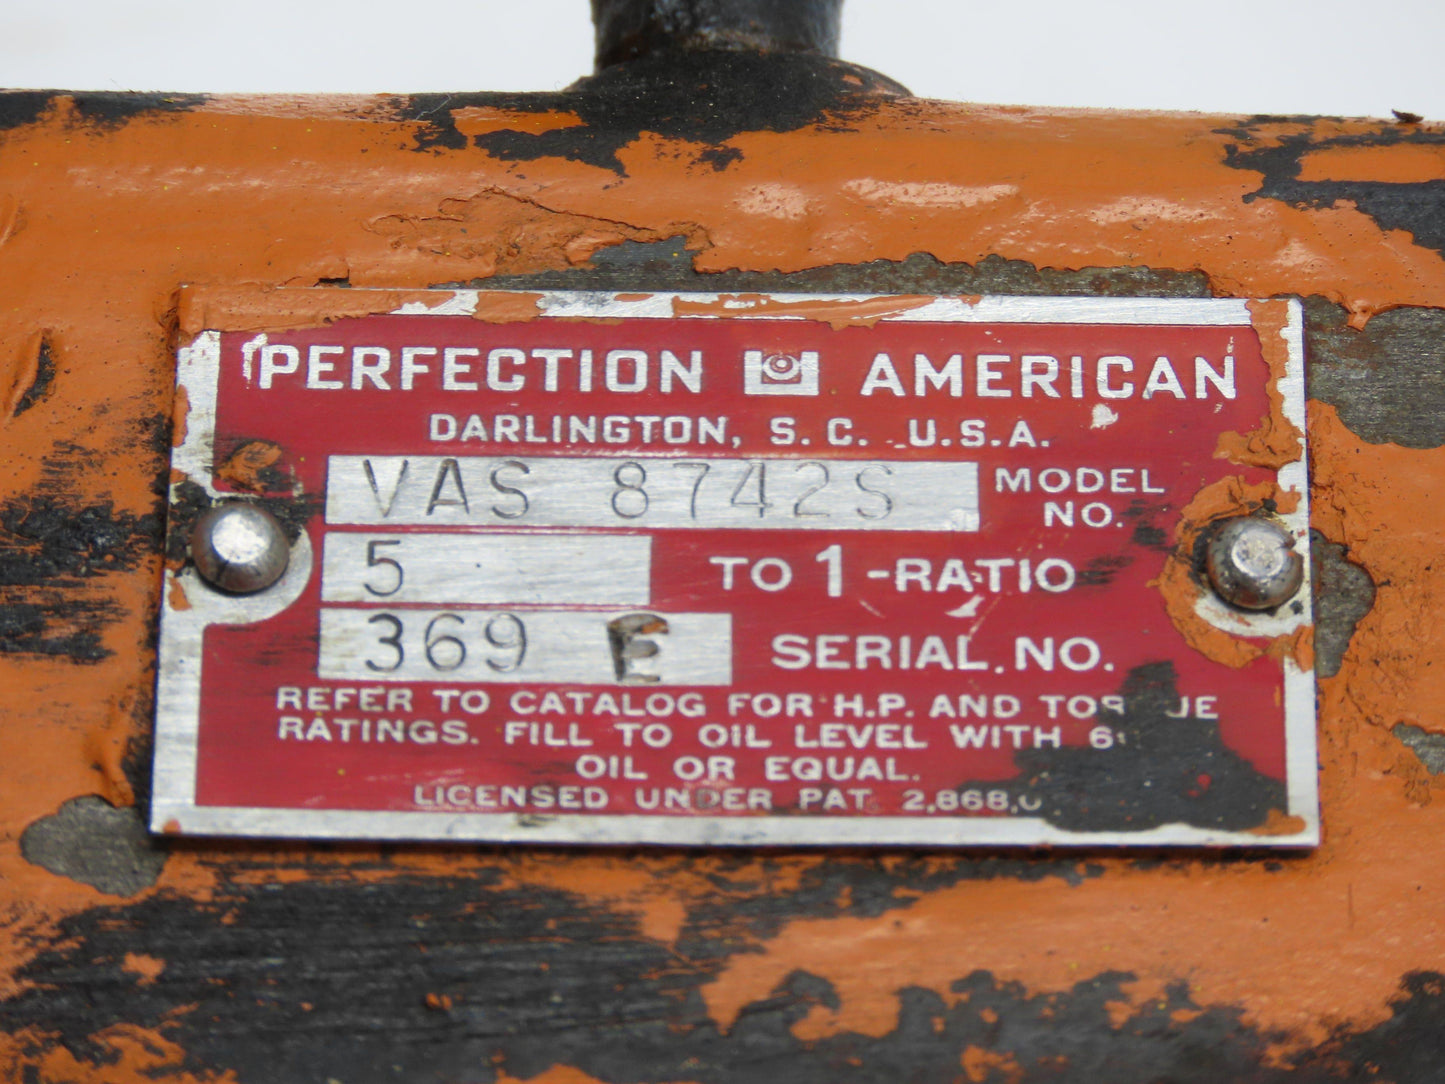 PERFECTION AMERICAN
DARLINGTON, S.C. U.S.A.
VAS 8742S MODEL NO.
5 TO 1-RATIO
369 E SERIAL NO.
REFER TO CATALOG FOR H.P. AND
RATINGS. FILL TO OIL LEVEL WITH
OIL OR EQUAL.
LICENSED UNDER PAT.